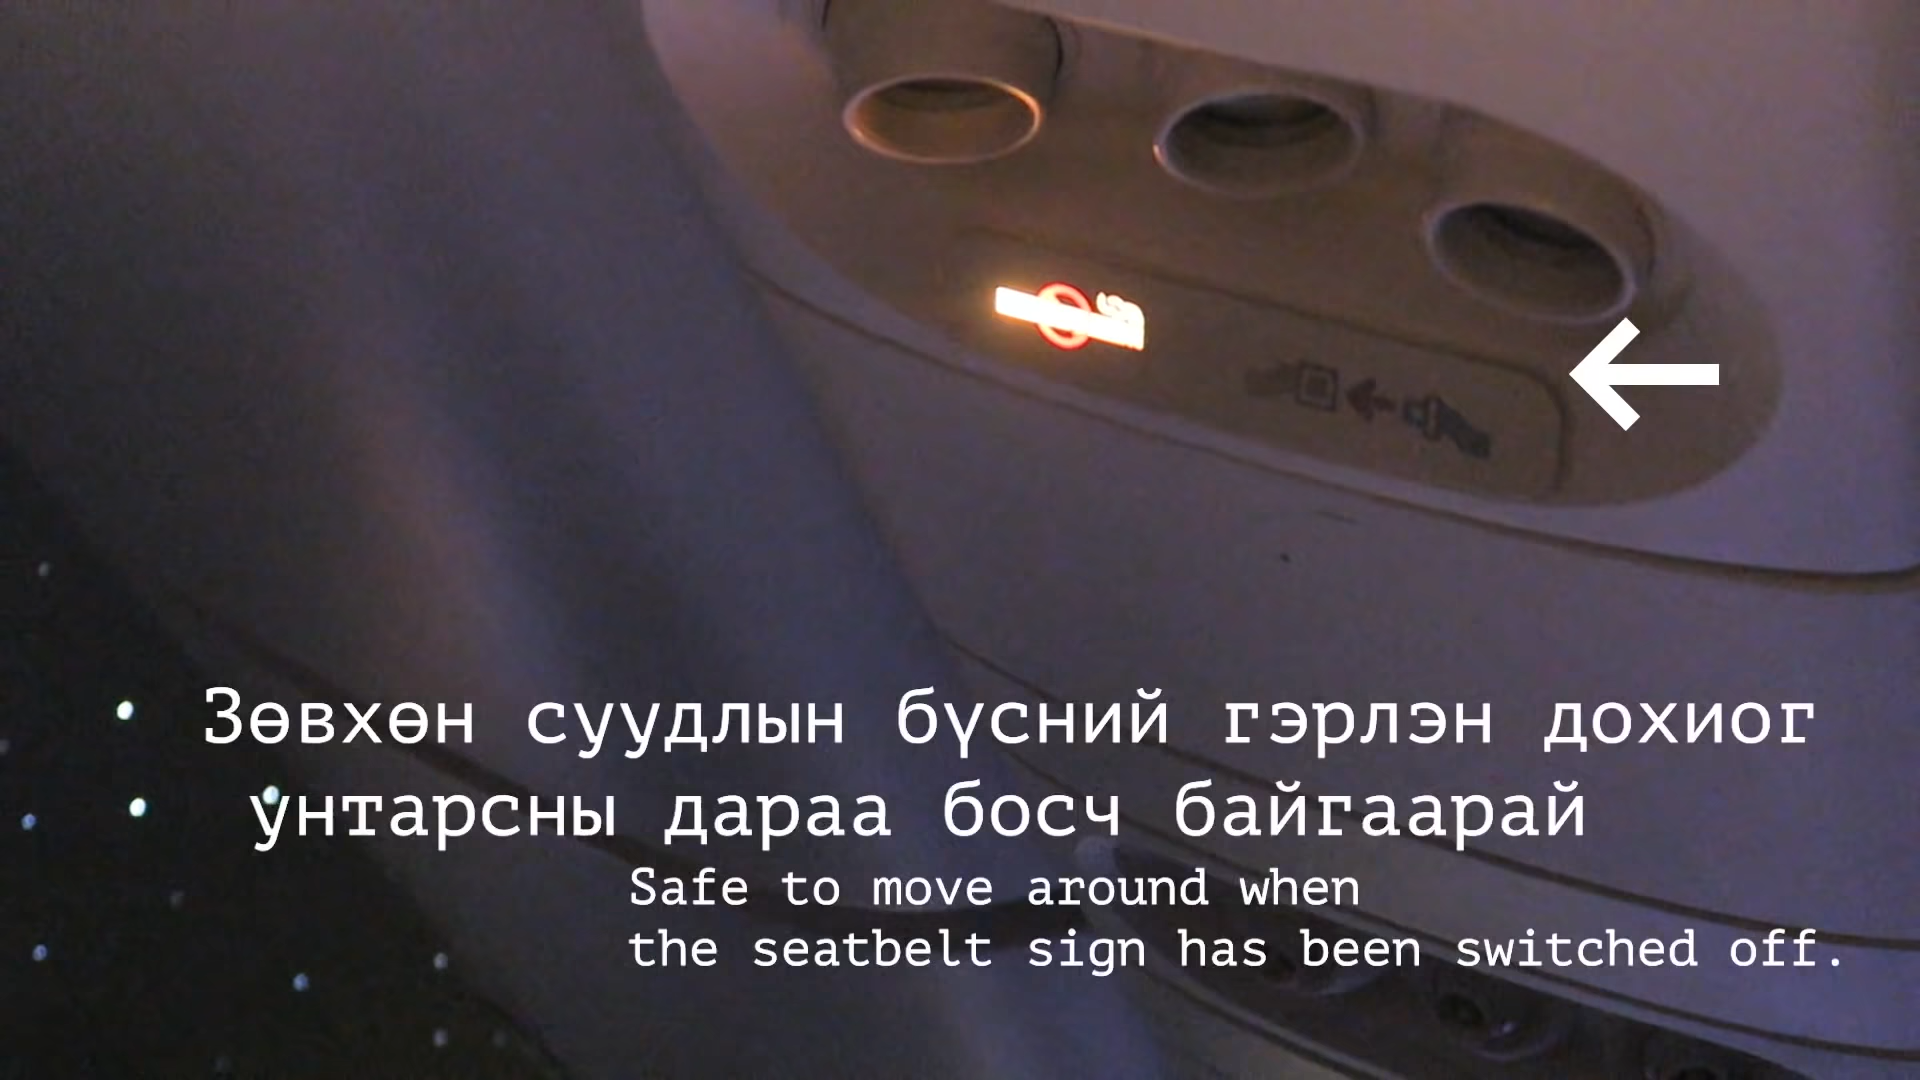 Зөвхөн суудлын бүсний гэрлэн дохиог
унтарсны дараа босч байгаарай
Safe to move around when
the seatbelt sign has been switched off.